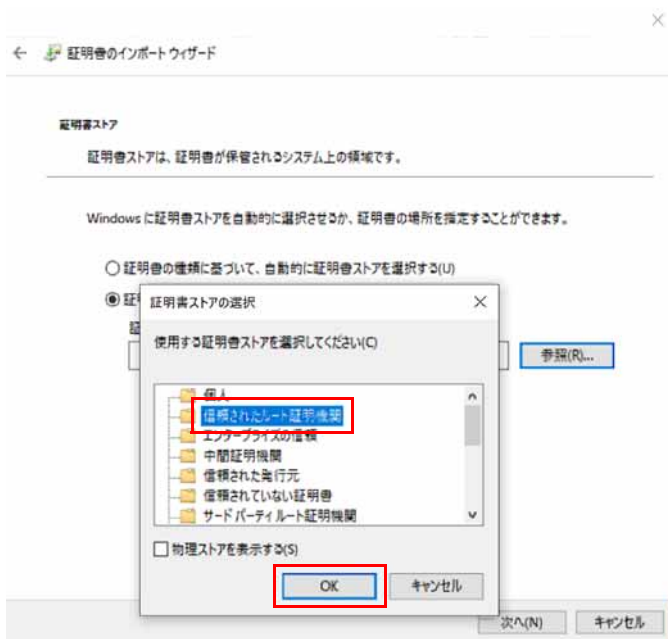 証明書のインポート ウィザード
証明書ストア
証明書ストアは、証明書が保管されるシステム上の領域です。
Windows に証明書ストアを自動的に選択させるか、証明書の場所を指定することができます。
証明書の種類に基づいて、自動的に証明書ストアを選択する(U)
証明書ストアの選択
使用する証明書ストアを選択してください(C)
参照(R)...
個人
信頼されたルート証明機関
エンタープライズの信頼
中間証明機関
信頼された発行元
信頼されていない証明書
サード パーティ ルート証明機関
物理ストアを表示する(S)
OK
キャンセル
次へ(N)
キャンセル